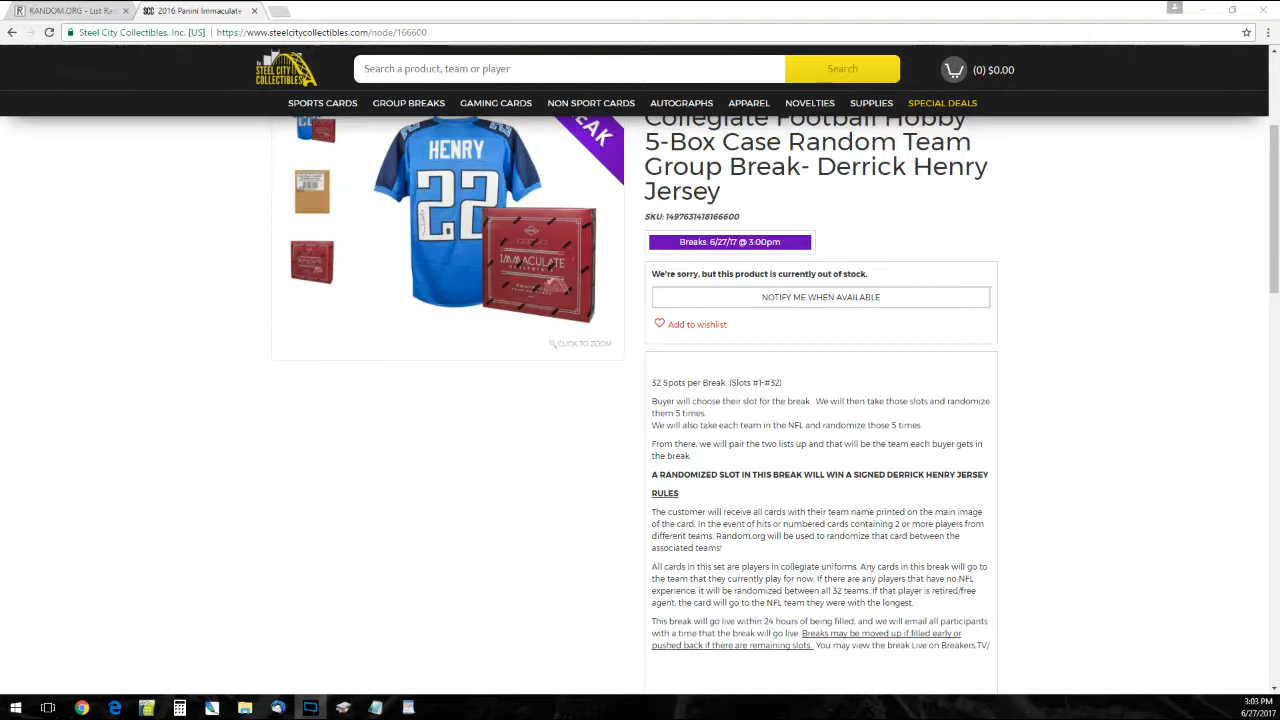 RANDOM.ORG - List Ra
2016 Panini Immaculate
Steel City Collectibles, Inc. [US] https://www.steelcitycollectibles.com/node/166600
STEEL CITY
COLLECTIBLES
Search a product, team or player
Search
(0) $0.00
SPORTS CARDS GROUP BREAKS GAMING CARDS NON SPORT CARDS AUTOGRAPHS APPAREL NOVELTIES SUPPLIES SPECIAL DEALS
EAK
HENRY
22
IMMACULATE
Collegiate Football Hobby
5-Box Case Random Team
Group Break- Derrick Henry
Jersey
SKU: 1497631418166600
Breaks: 6/27/17 @ 3:00pm
We're sorry, but this product is currently out of stock.
NOTIFY ME WHEN AVAILABLE
Add to wishlist
CLICK TO ZOOM
32 Spots per Break. (Slots #1-#32)
Buyer will choose their slot for the break. We will then take those slots and randomize
them 5 times.
We will also take each team in the NFL and randomize those 5 times.
From there, we will pair the two lists up and that will be the team each buyer gets in
the break.
A RANDOMIZED SLOT IN THIS BREAK WILL WIN A SIGNED DERRICK HENRY JERSEY
RULES
The customer will receive all cards with their team name printed on the main image
of the card. In the event of hits or numbered cards containing 2 or more players from
different teams, Random.org will be used to randomize that card between the
associated teams!
All cards in this set are players in collegiate uniforms. Any cards in this break will go to
the team that they currently play for now. If there are any players that have no NFL
experience, it will be randomized between all 32 teams. If that player is retired/free
agent, the card will go to the NFL team they were with the longest.
This break will go live within 24 hours of being filled, and we will email all participants
with a time that the break will go live. Breaks may be moved up if filled early or
pushed back if there are remaining slots. You may view the break Live on Breakers.TV/
3:03 PM
6/27/2017